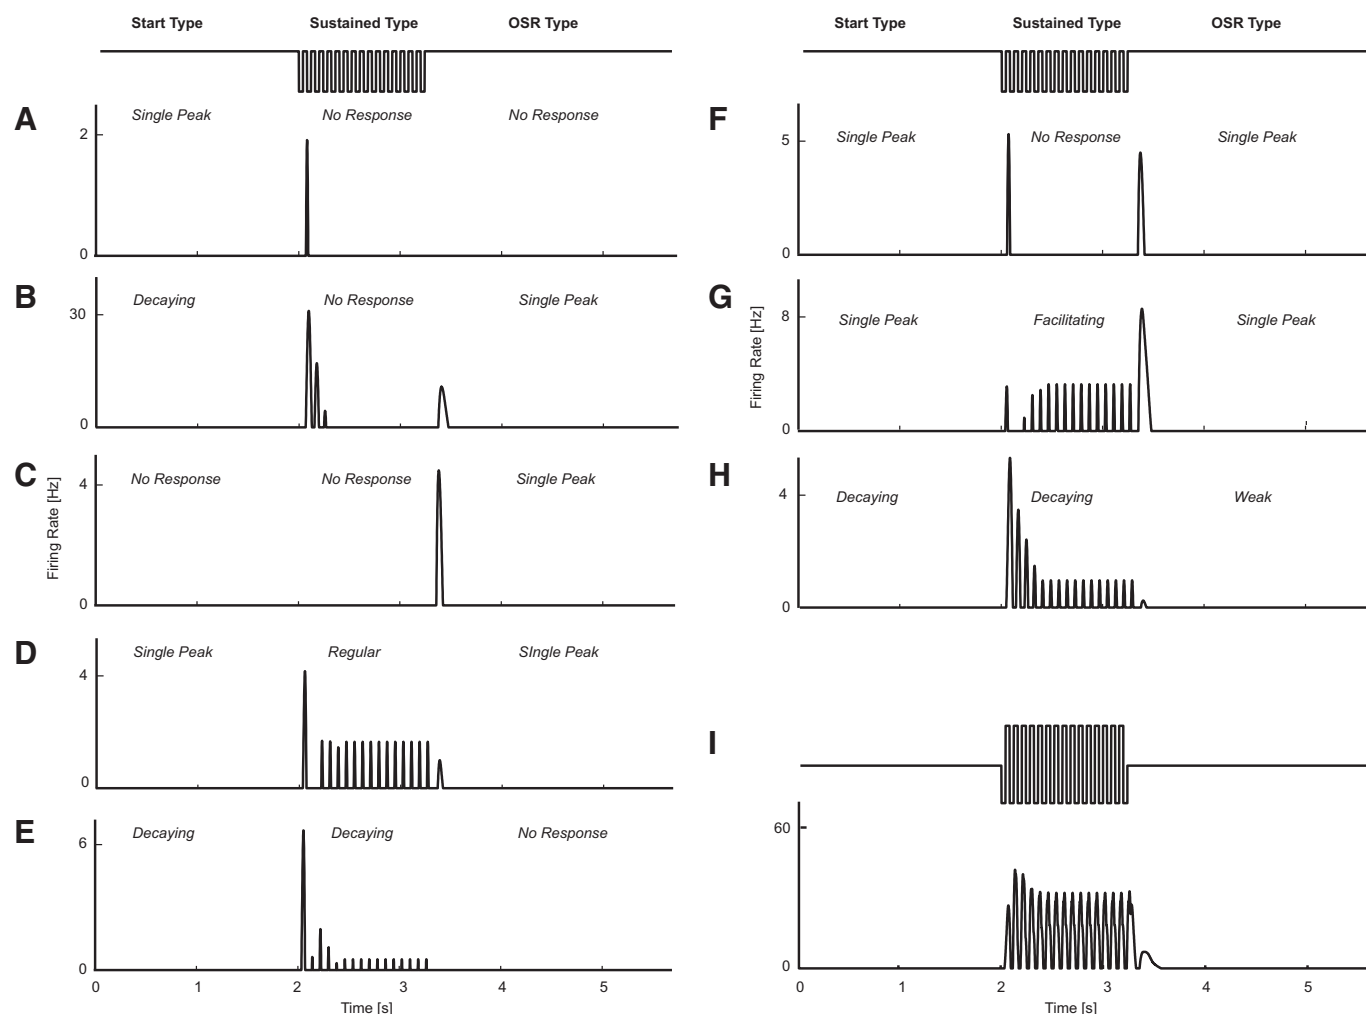 Start Type Sustained Type OSR Type
A
Single Peak No Response No Response
2
0
B
Decaying No Response Single Peak
30
0
C
No Response No Response Single Peak
4
0
Firing Rate [Hz]
D
Single Peak Regular SIngle Peak
4
0
E
Decaying Decaying No Response
6
0
0 1 2 3 4 5
Time [s]
Start Type Sustained Type OSR Type
F
Single Peak No Response Single Peak
5
0
G
Single Peak Facilitating Single Peak
8
0
Firing Rate [Hz]
H
Decaying Decaying Weak
4
0
I
60
0
0 1 2 3 4 5
Time [s]